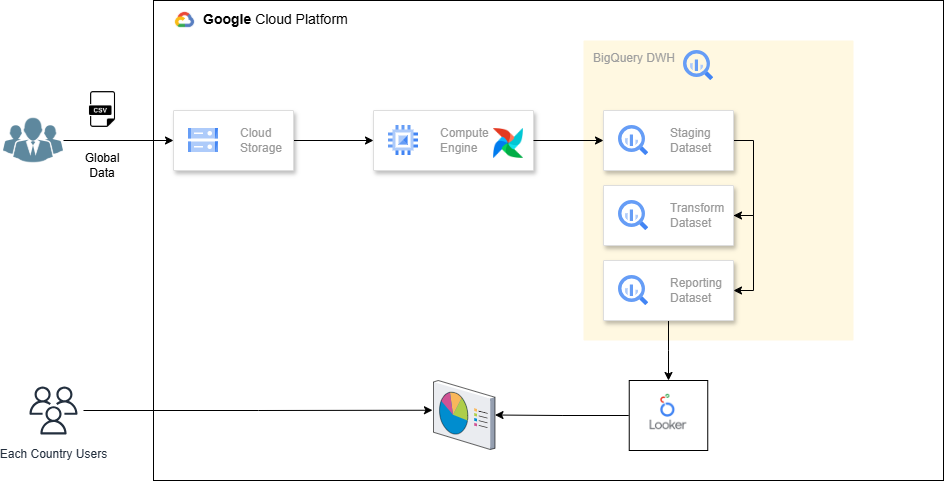 Google Cloud Platform
BigQuery DWH
CSV
Global
Data
Cloud
Storage
Compute
Engine
Staging
Dataset
Transform
Dataset
Reporting
Dataset
Looker
Each Country Users